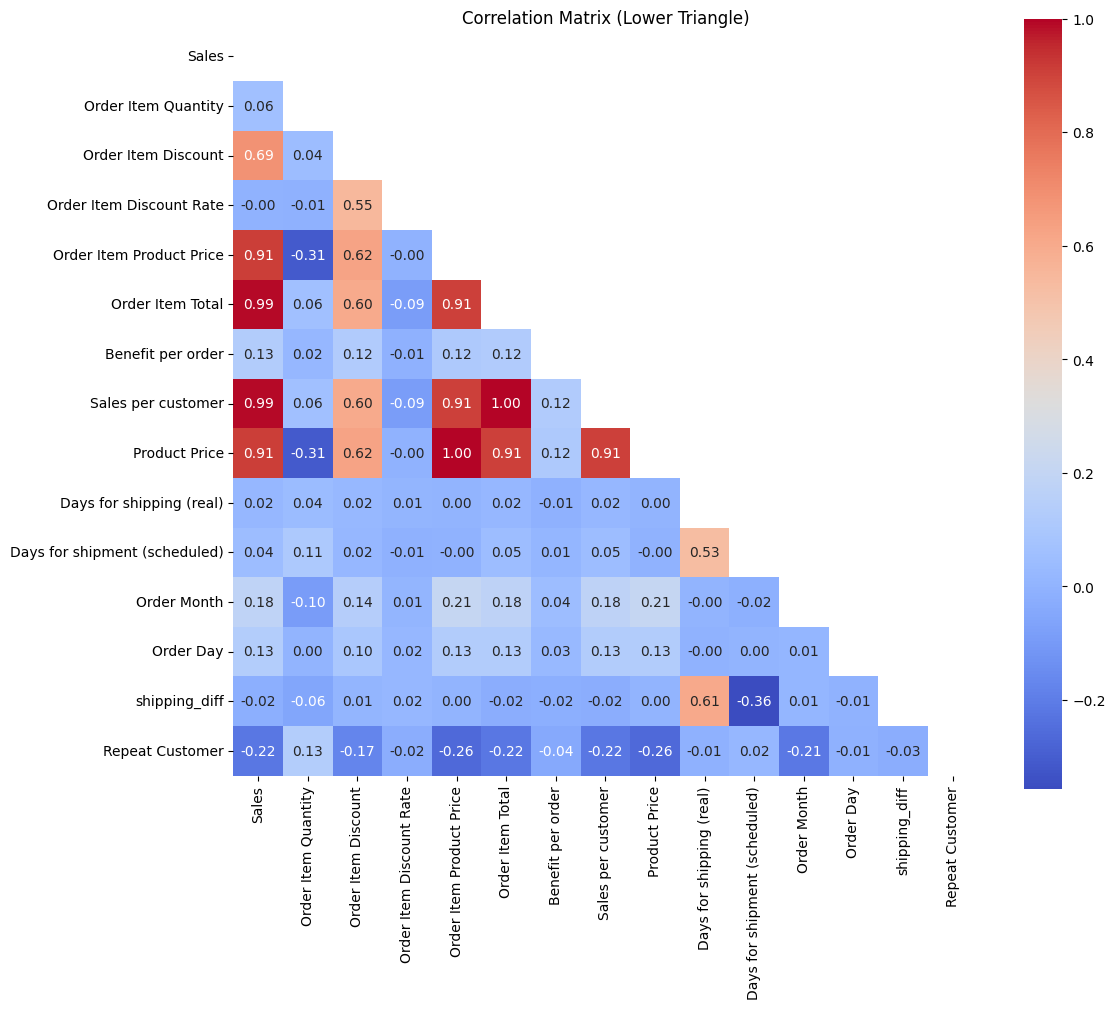 Correlation Matrix (Lower Triangle)
Sales
Order Item Quantity 0.06
Order Item Discount 0.69 0.04
Order Item Discount Rate -0.00 -0.01 0.55
Order Item Product Price 0.91 -0.31 0.62 -0.00
Order Item Total 0.99 0.06 0.60 -0.09 0.91
Benefit per order 0.13 0.02 0.12 -0.01 0.12 0.12
Sales per customer 0.99 0.06 0.60 -0.09 0.91 1.00 0.12
Product Price 0.91 -0.31 0.62 -0.00 1.00 0.91 0.12 0.91
Days for shipping (real) 0.02 0.04 0.02 0.01 0.00 0.02 -0.01 0.02 0.00
Days for shipment (scheduled) 0.04 0.11 0.02 -0.01 -0.00 0.05 0.01 0.05 -0.00 0.53
Order Month 0.18 -0.10 0.14 0.01 0.21 0.18 0.04 0.18 0.21 -0.00 -0.02
Order Day 0.13 0.00 0.10 0.02 0.13 0.13 0.03 0.13 0.13 -0.00 0.00 0.01
shipping_diff -0.02 -0.06 0.01 0.02 0.00 -0.02 -0.02 -0.02 0.00 0.61 -0.36 0.01 -0.01
Repeat Customer -0.22 0.13 -0.17 -0.02 -0.26 -0.22 -0.04 -0.22 -0.26 -0.01 0.02 -0.21 -0.01 -0.03
Sales
Order Item Quantity
Order Item Discount
Order Item Discount Rate
Order Item Product Price
Order Item Total
Benefit per order
Sales per customer
Product Price
Days for shipping (real)
Days for shipment (scheduled)
Order Month
Order Day
shipping_diff
Repeat Customer
1.0
0.8
0.6
0.4
0.2
0.0
−0.2